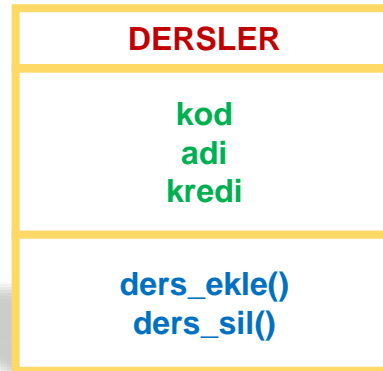 DERSLER
kod
adi
kredi
ders_ekle()
ders_sil()